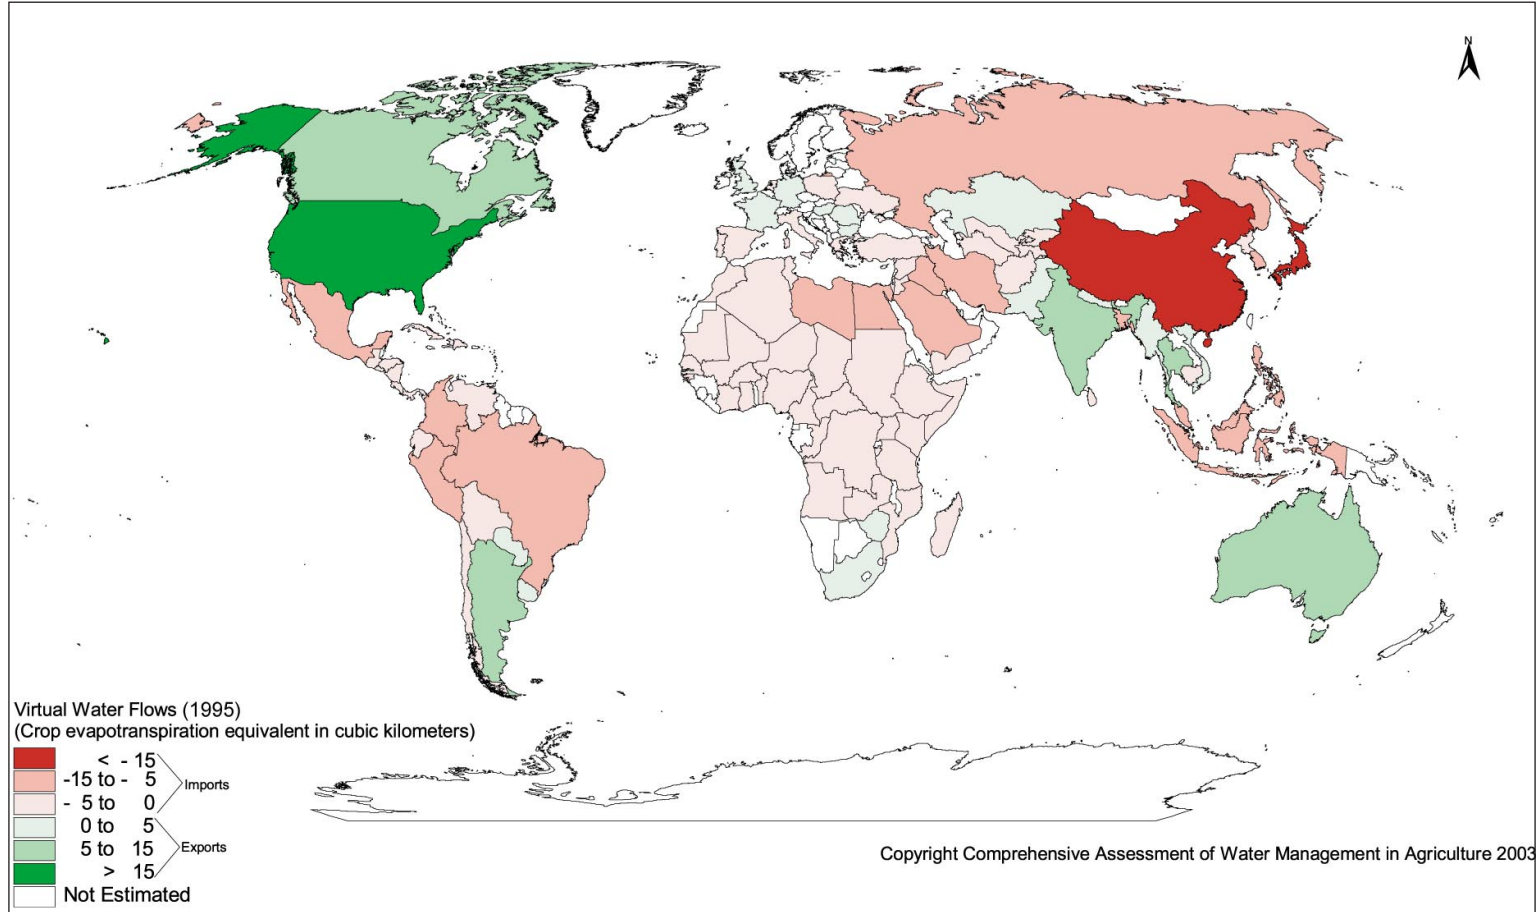 N
Virtual Water Flows (1995)
(Crop evapotranspiration equivalent in cubic kilometers)
< - 15
-15 to - 5
- 5 to 0
Imports
0 to 5
5 to 15
> 15
Exports
Not Estimated
Copyright Comprehensive Assessment of Water Management in Agriculture 2003